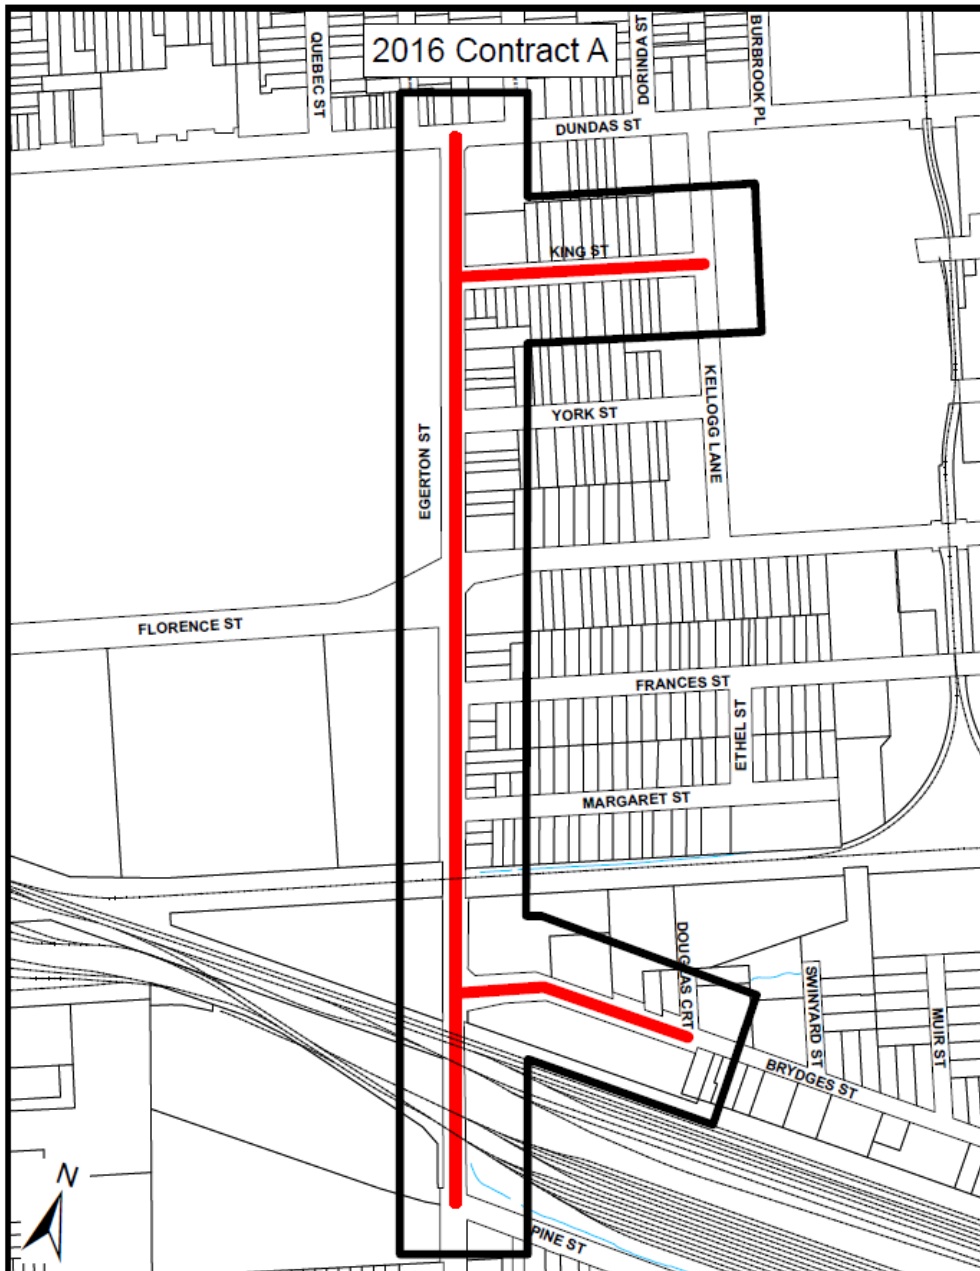 2016 Contract A
QUEBEC ST
DORINDA ST
BURBROOK PL
DUNDAS ST
KING ST
KELLOGG LANE
YORK ST
EGERTON ST
FLORENCE ST
FRANCES ST
ETHEL ST
MARGARET ST
DOUGLAS CRT
SWINYARD ST
MUIR ST
BRYDGES ST
N
PINE ST